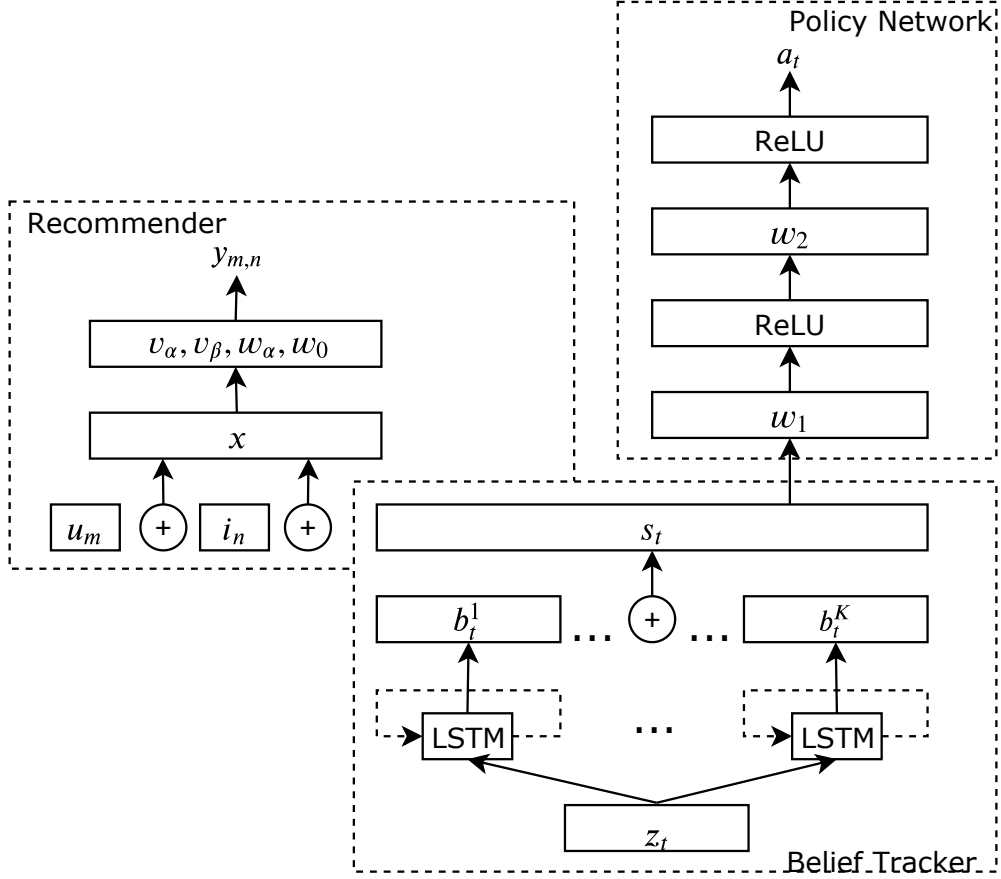 Policy Network
a_t
ReLU
w_2
ReLU
w_1
Recommender
y_{m,n}
v_α, v_β, w_α, w_0
x
u_m + i_n +
s_t
b_t^1 ... + ... b_t^K
LSTM ... LSTM
z_t
Belief Tracker